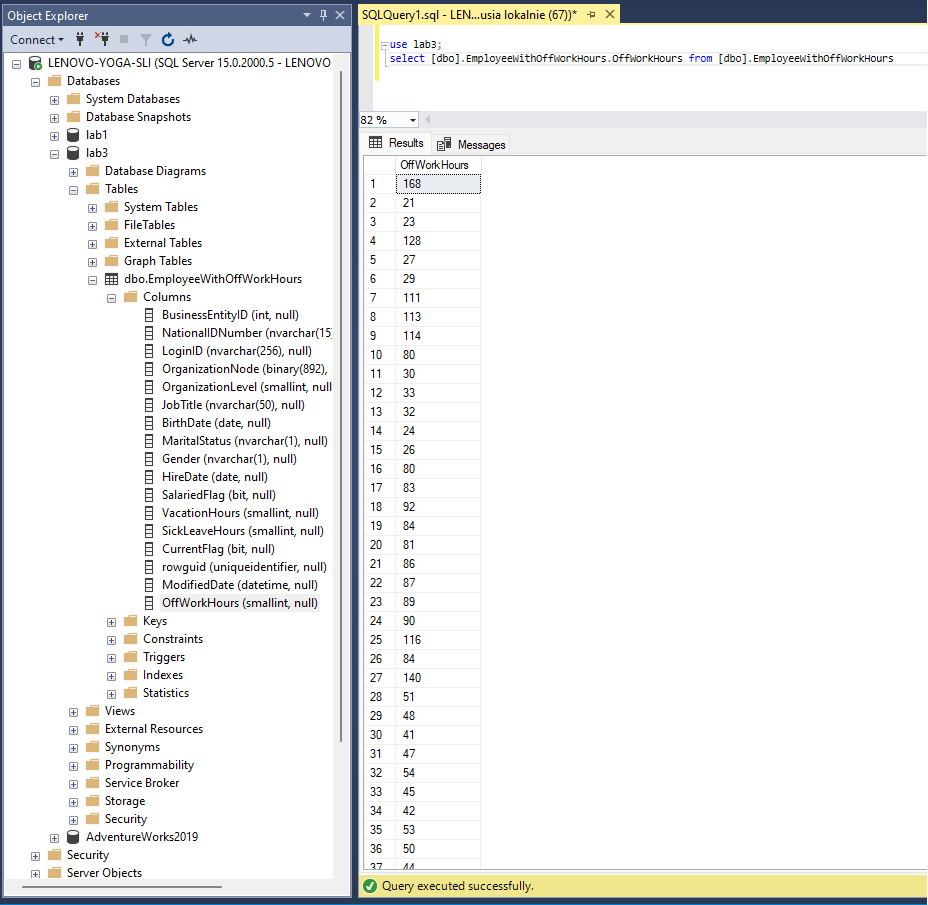 Object Explorer
Connect
LENOVO-YOGA-SLI (SQL Server 15.0.2000.5 - LENOVO
Databases
System Databases
Database Snapshots
lab1
lab3
Database Diagrams
Tables
System Tables
FileTables
External Tables
Graph Tables
dbo.EmployeeWithOffWorkHours
Columns
BusinessEntityID (int, null)
NationalIDNumber (nvarchar(15)
LoginID (nvarchar(256), null)
OrganizationNode (binary(892),
OrganizationLevel (smallint, null
JobTitle (nvarchar(50), null)
BirthDate (date, null)
MaritalStatus (nvarchar(1), null)
Gender (nvarchar(1), null)
HireDate (date, null)
SalariedFlag (bit, null)
VacationHours (smallint, null)
SickLeaveHours (smallint, null)
CurrentFlag (bit, null)
rowguid (uniqueidentifier, null)
ModifiedDate (datetime, null)
OffWorkHours (smallint, null)
Keys
Constraints
Triggers
Indexes
Statistics
Views
External Resources
Synonyms
Programmability
Service Broker
Storage
Security
AdventureWorks2019
Security
Server Objects
SQLQuery1.sql - LEN...usia lokalnie (67))*
use lab3;
select [dbo].EmployeeWithOffWorkHours.OffWorkHours from [dbo].EmployeeWithOffWorkHours
82 %
Results Messages
OffWorkHours
1 168
2 21
3 23
4 128
5 27
6 29
7 111
8 113
9 114
10 80
11 30
12 33
13 32
14 24
15 26
16 80
17 83
18 92
19 84
20 81
21 86
22 87
23 89
24 90
25 116
26 84
27 140
28 51
29 48
30 41
31 47
32 54
33 45
34 42
35 53
36 50
37 44
Query executed successfully.